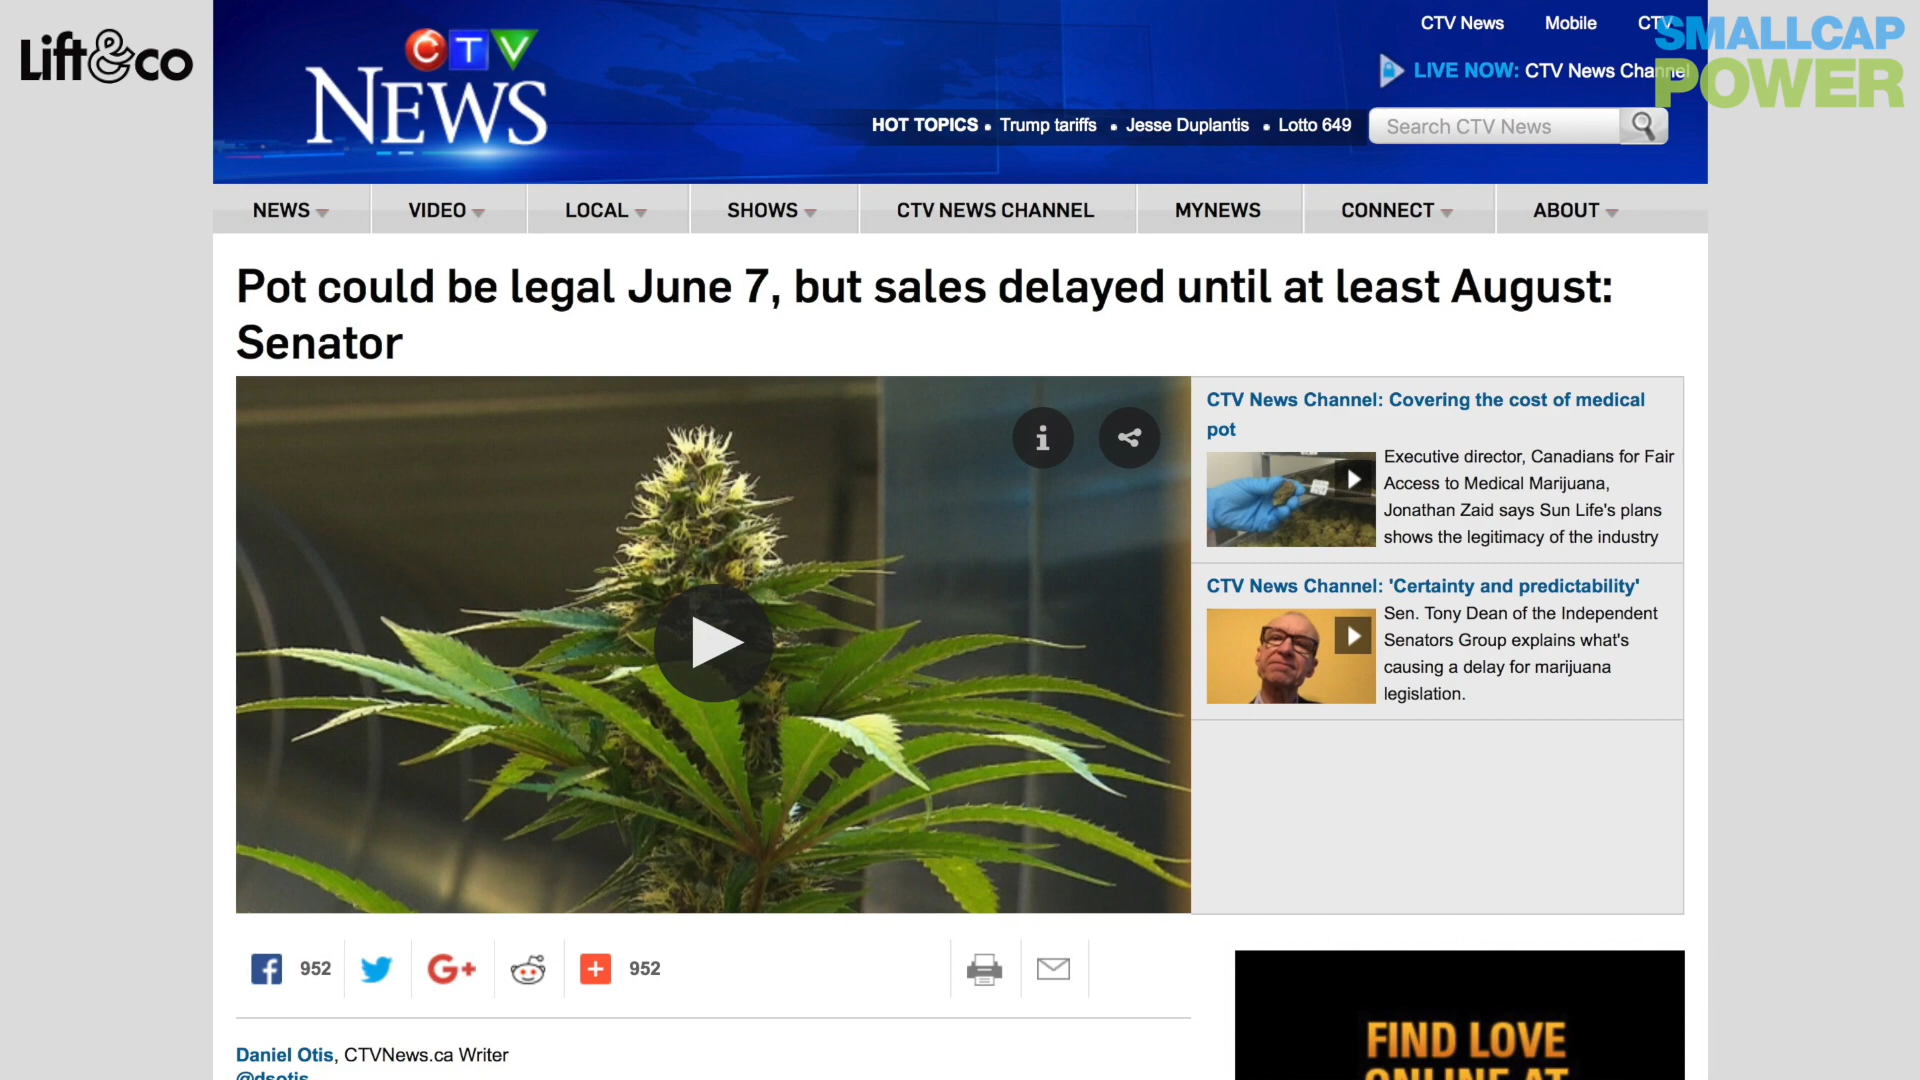 Lift&co
CTV
NEWS
CTV News
Mobile
CTV
SMALLCAP
POWER
LIVE NOW: CTV News Channel
HOT TOPICS • Trump tariffs • Jesse Duplantis • Lotto 649
Search CTV News
NEWS
VIDEO
LOCAL
SHOWS
CTV NEWS CHANNEL
MYNEWS
CONNECT
ABOUT
Pot could be legal June 7, but sales delayed until at least August:
Senator
CTV News Channel: Covering the cost of medical
pot
Executive director, Canadians for Fair
Access to Medical Marijuana,
Jonathan Zaid says Sun Life's plans
shows the legitimacy of the industry
CTV News Channel: 'Certainty and predictability'
Sen. Tony Dean of the Independent
Senators Group explains what's
causing a delay for marijuana
legislation.
952
G+
952
Daniel Otis, CTVNews.ca Writer
@dsotis
FIND LOVE
ONLINE AT